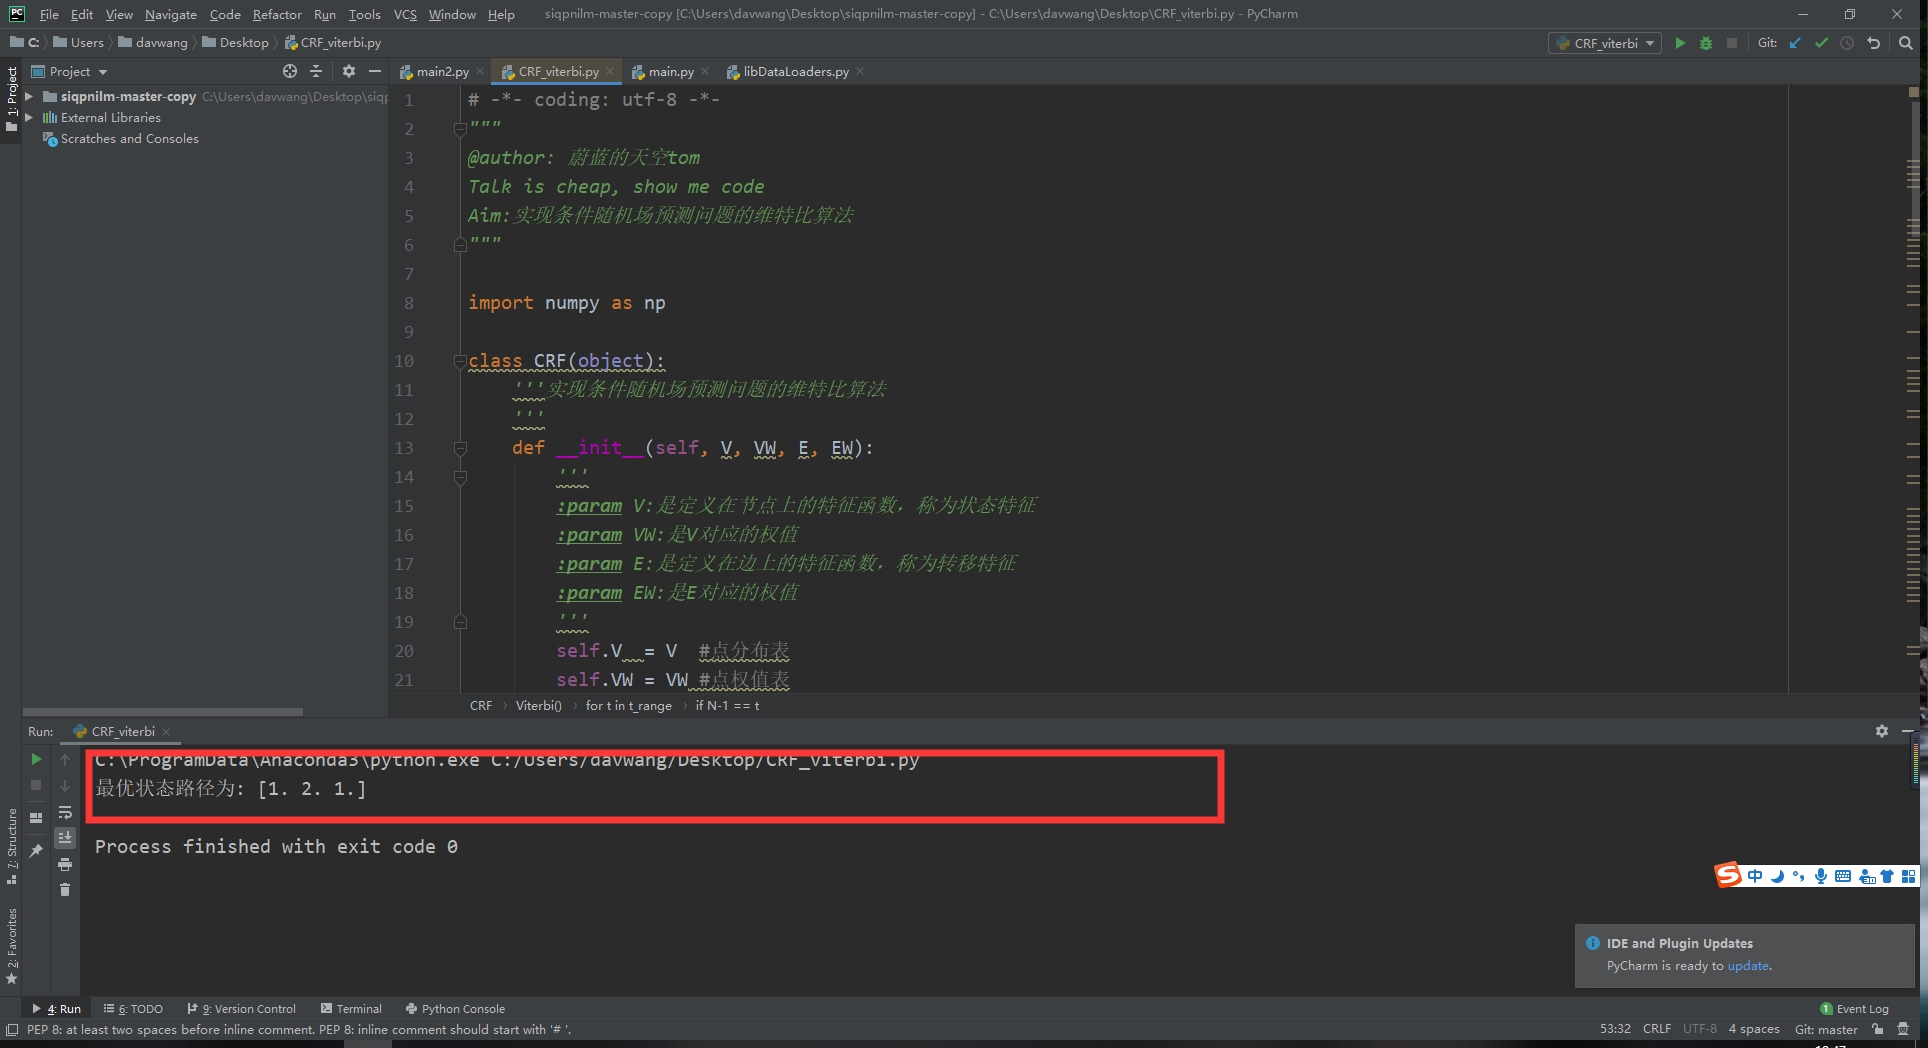 PC File Edit View Navigate Code Refactor Run Tools VCS Window Help siqpnilm-master-copy [C:\Users\davwang\Desktop\siqpnilm-master-copy] - C:\Users\davwang\Desktop\CRF_viterbi.py - PyCharm
C: Users davwang Desktop CRF_viterbi.py CRF_viterbi Git:
1: Project
Project
siqpnilm-master-copy C:\Users\davwang\Desktop\siqp
External Libraries
Scratches and Consoles
main2.py CRF_viterbi.py main.py libDataLoaders.py
1 # -*- coding: utf-8 -*-
2 """
3 @author: 蔚蓝的天空tom
4 Talk is cheap, show me code
5 Aim:实现条件随机场预测问题的维特比算法
6 """
7
8 import numpy as np
9
10 class CRF(object):
11 '''实现条件随机场预测问题的维特比算法
12 '''
13 def __init__(self, V, VW, E, EW):
14 '''
15 :param V:是定义在节点上的特征函数，称为状态特征
16 :param VW:是V对应的权值
17 :param E:是定义在边上的特征函数，称为转移特征
18 :param EW:是E对应的权值
19 '''
20 self.V  = V  #点分布表
21 self.VW = VW #点权值表
CRF Viterbi() for t in t_range if N-1 == t
Run: CRF_viterbi
C:\ProgramData\Anaconda3\python.exe C:/Users/davwang/Desktop/CRF_viterbi.py
最优状态路径为: [1. 2. 1.]
Process finished with exit code 0
7: Structure
2: Favorites
S 中
IDE and Plugin Updates
PyCharm is ready to update.
4: Run 6: TODO 9: Version Control Terminal Python Console 1 Event Log
PEP 8: at least two spaces before inline comment. PEP 8: inline comment should start with '# '. 53:32 CRLF UTF-8 4 spaces Git: master